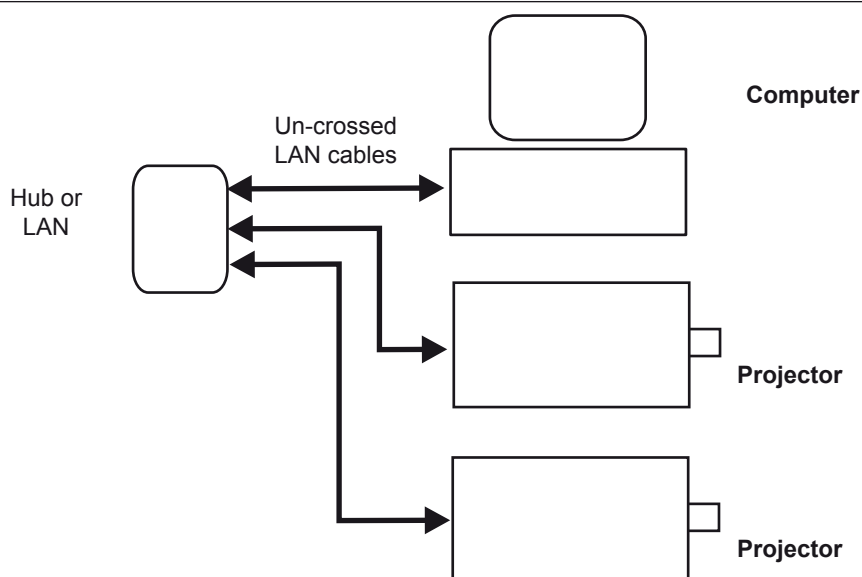 Computer
Un-crossed
LAN cables
Hub or
LAN
Projector
Projector